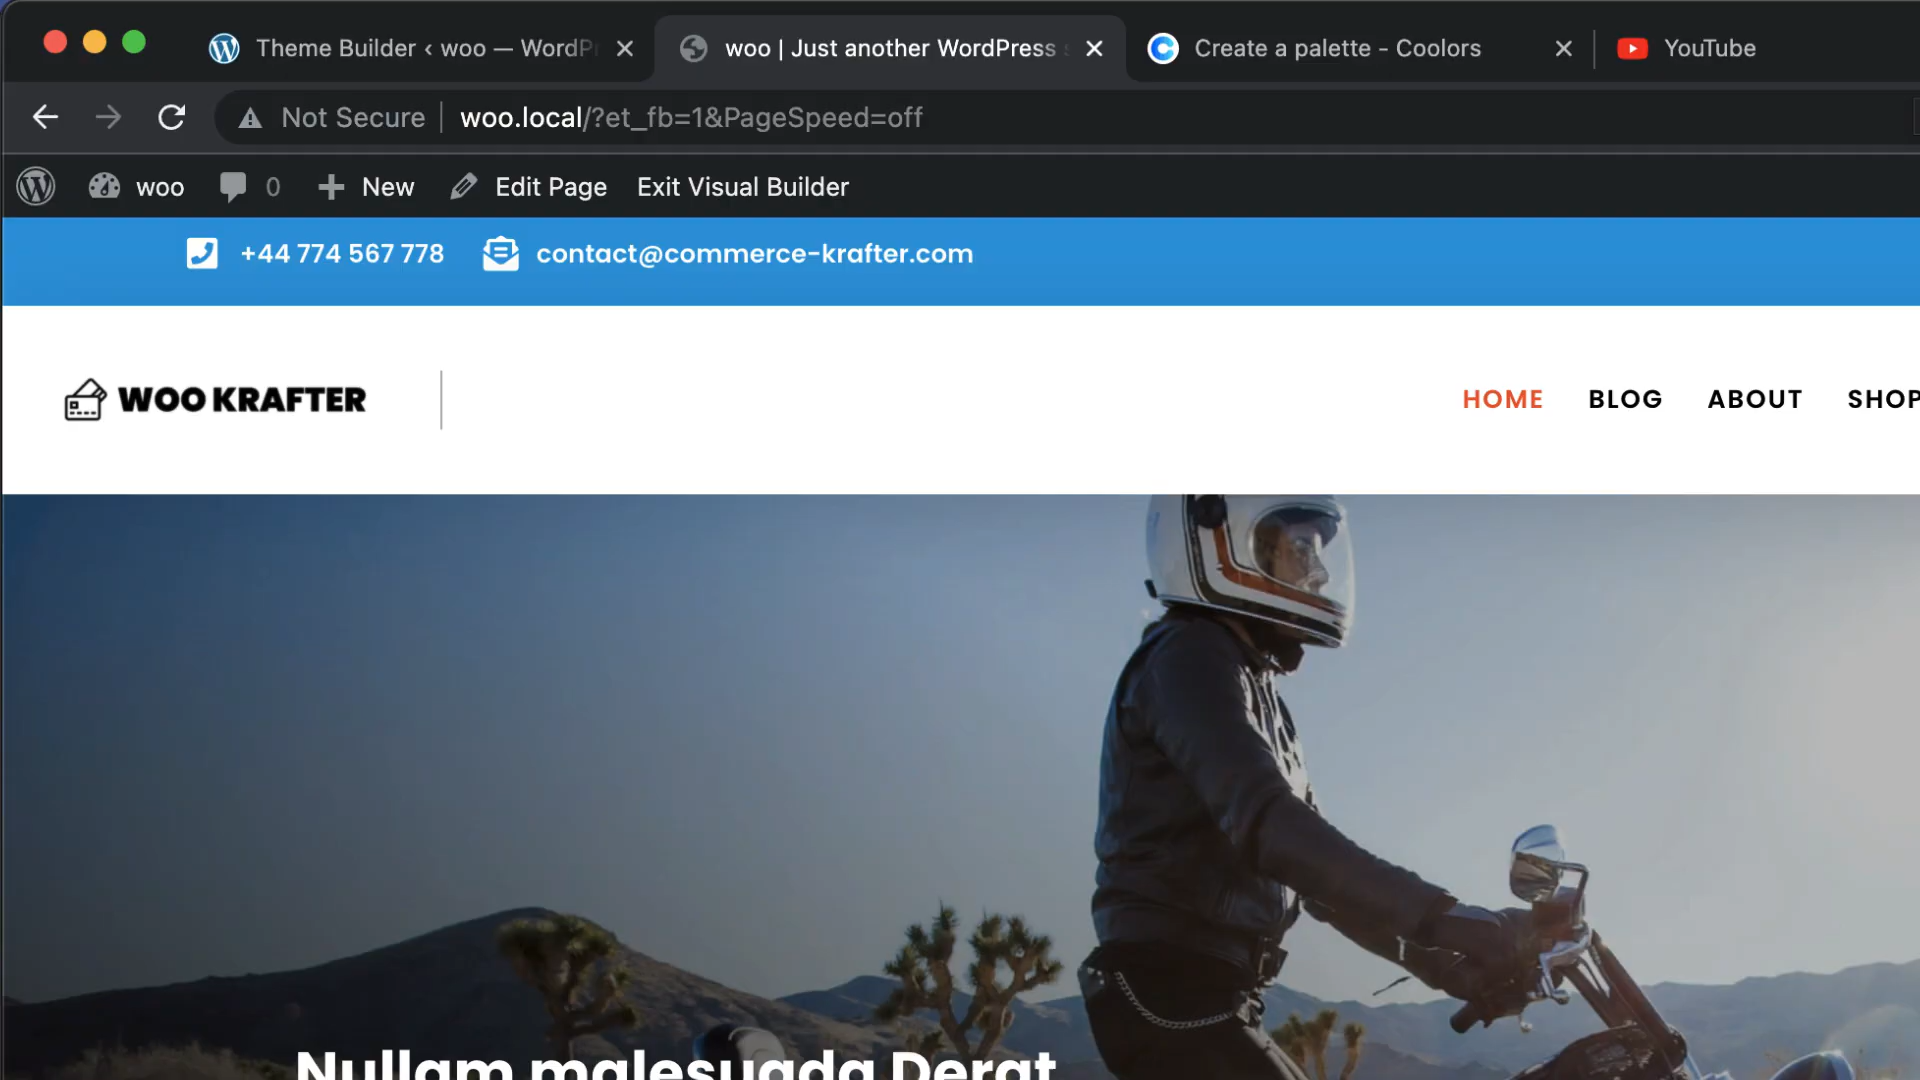 Theme Builder ‹ woo — WordP
woo | Just another WordPress
Create a palette - Coolors
YouTube
Not Secure
woo.local/?et_fb=1&PageSpeed=off
woo
0
New
Edit Page
Exit Visual Builder
+44 774 567 778
contact@commerce-krafter.com
WOO KRAFTER
HOME
BLOG
ABOUT
SHOP
Nullam malesuada Derat